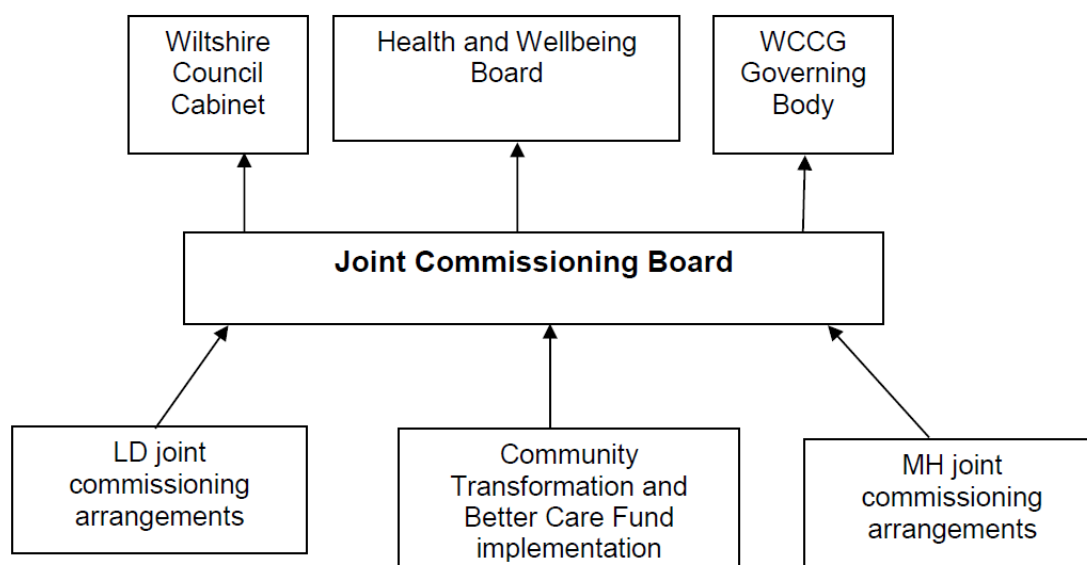 Wiltshire
Council
Cabinet
Health and Wellbeing
Board
WCCG
Governing
Body
Joint Commissioning Board
LD joint
commissioning
arrangements
Community
Transformation and
Better Care Fund
implementation
MH joint
commissioning
arrangements